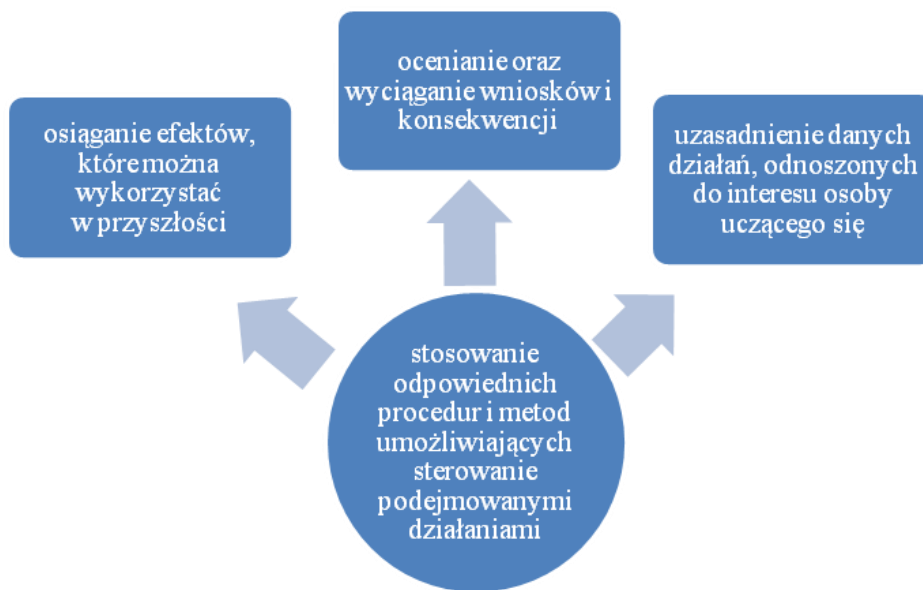 osiąganie efektów,
które można
wykorzystać
w przyszłości
ocenianie oraz
wyciąganie wniosków i
konsekwencji
uzasadnienie danych
działań, odnoszonych
do interesu osoby
uczącego się
stosowanie
odpowiednich
procedur i metod
umożliwiających
sterowanie
podejmowanymi
działaniami